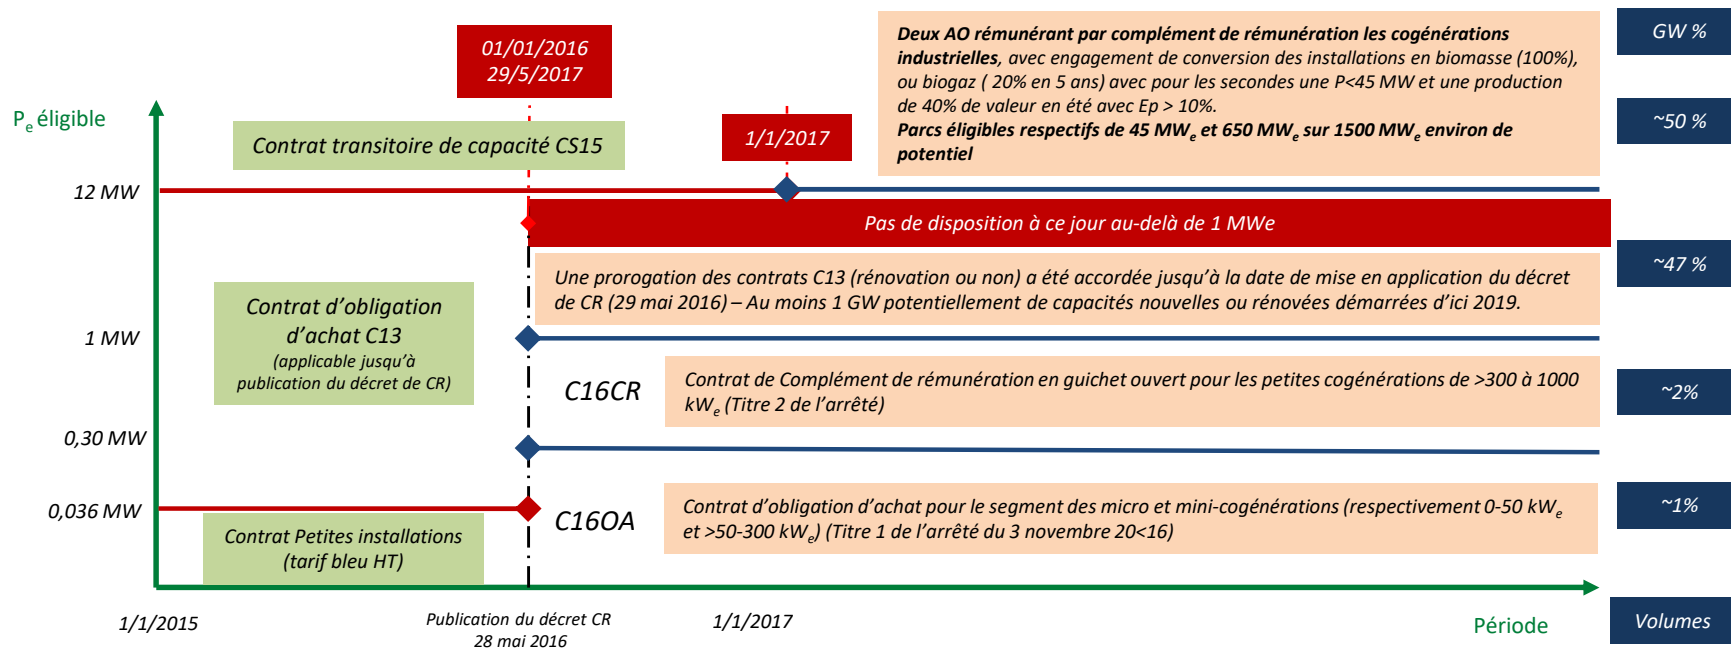 01/01/2016
29/5/2017
Deux AO rémunérant par complément de rémunération les cogénérations
industrielles, avec engagement de conversion des installations en biomasse (100%),
ou biogaz ( 20% en 5 ans) avec pour les secondes une P<45 MW et une production
de 40% de valeur en été avec Ep > 10%.
Parcs éligibles respectifs de 45 MWe et 650 MWe sur 1500 MWe environ de
potentiel
GW %
Pe éligible
Contrat transitoire de capacité CS15
1/1/2017
~50 %
12 MW
Pas de disposition à ce jour au-delà de 1 MWe
Une prorogation des contrats C13 (rénovation ou non) a été accordée jusqu'à la date de mise en application du décret
de CR (29 mai 2016) – Au moins 1 GW potentiellement de capacités nouvelles ou rénovées démarrées d'ici 2019.
~47 %
Contrat d'obligation
d'achat C13
(applicable jusqu'à
publication du décret de CR)
1 MW
C16CR
Contrat de Complément de rémunération en guichet ouvert pour les petites cogénérations de >300 à 1000
kWe (Titre 2 de l'arrêté)
~2%
0,30 MW
0,036 MW
C16OA
Contrat d'obligation d'achat pour le segment des micro et mini-cogénérations (respectivement 0-50 kWe
et >50-300 kWe) (Titre 1 de l'arrêté du 3 novembre 20<16)
~1%
Contrat Petites installations
(tarif bleu HT)
1/1/2015
Publication du décret CR
28 mai 2016
1/1/2017
Période
Volumes